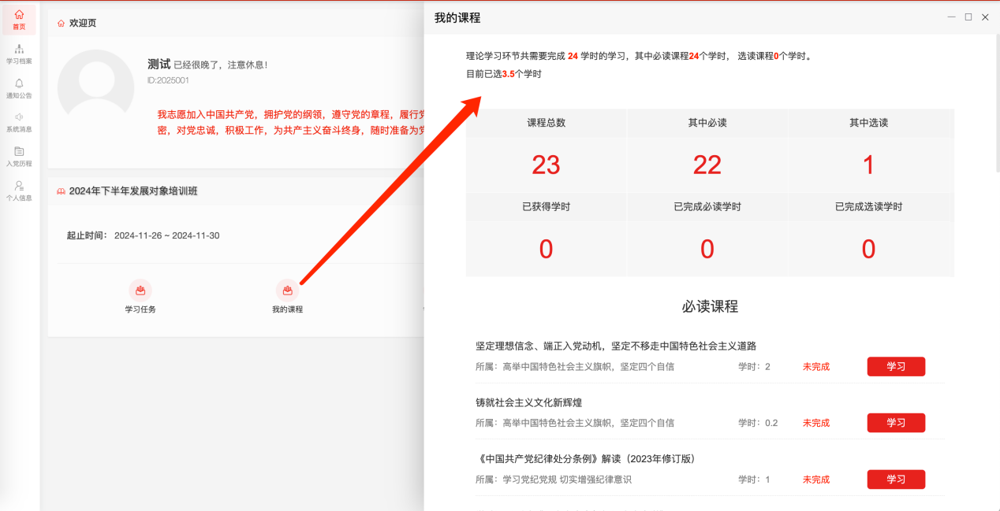 首页
学习档案
通知公告
系统消息
入党历程
个人信息
欢迎页
测试 已经很晚了，注意休息！
ID:2025001
我志愿加入中国共产党，拥护党的纲领，遵守党的章程，履行党
密，对党忠诚，积极工作，为共产主义奋斗终身，随时准备为党
2024年下半年发展对象培训班
起止时间： 2024-11-26 ~ 2024-11-30
学习任务
我的课程
我的课程
理论学习环节共需要完成 24 学时的学习，其中必读课程24个学时， 选读课程0个学时。
目前已选3.5个学时
课程总数 其中必读 其中选读
23 22 1
已获得学时 已完成必读学时 已完成选读学时
0 0 0
必读课程
坚定理想信念、端正入党动机，坚定不移走中国特色社会主义道路
所属：高举中国特色社会主义旗帜，坚定四个自信 学时：2 未完成 学习
铸就社会主义文化新辉煌
所属：高举中国特色社会主义旗帜，坚定四个自信 学时：0.2 未完成 学习
《中国共产党纪律处分条例》解读（2023年修订版）
所属：学习党纪党规 切实增强纪律意识 学时：1 未完成 学习